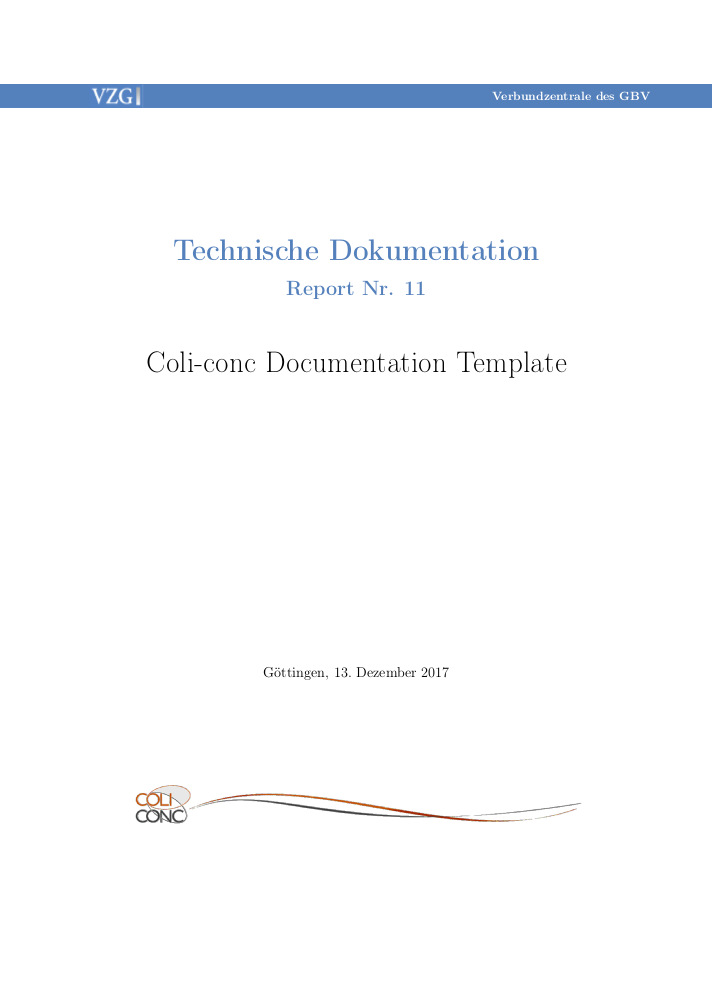 VZG
Verbundzentrale des GBV
Technische Dokumentation
Report Nr. 11
Coli-conc Documentation Template
Göttingen, 13. Dezember 2017
COLI
CONC